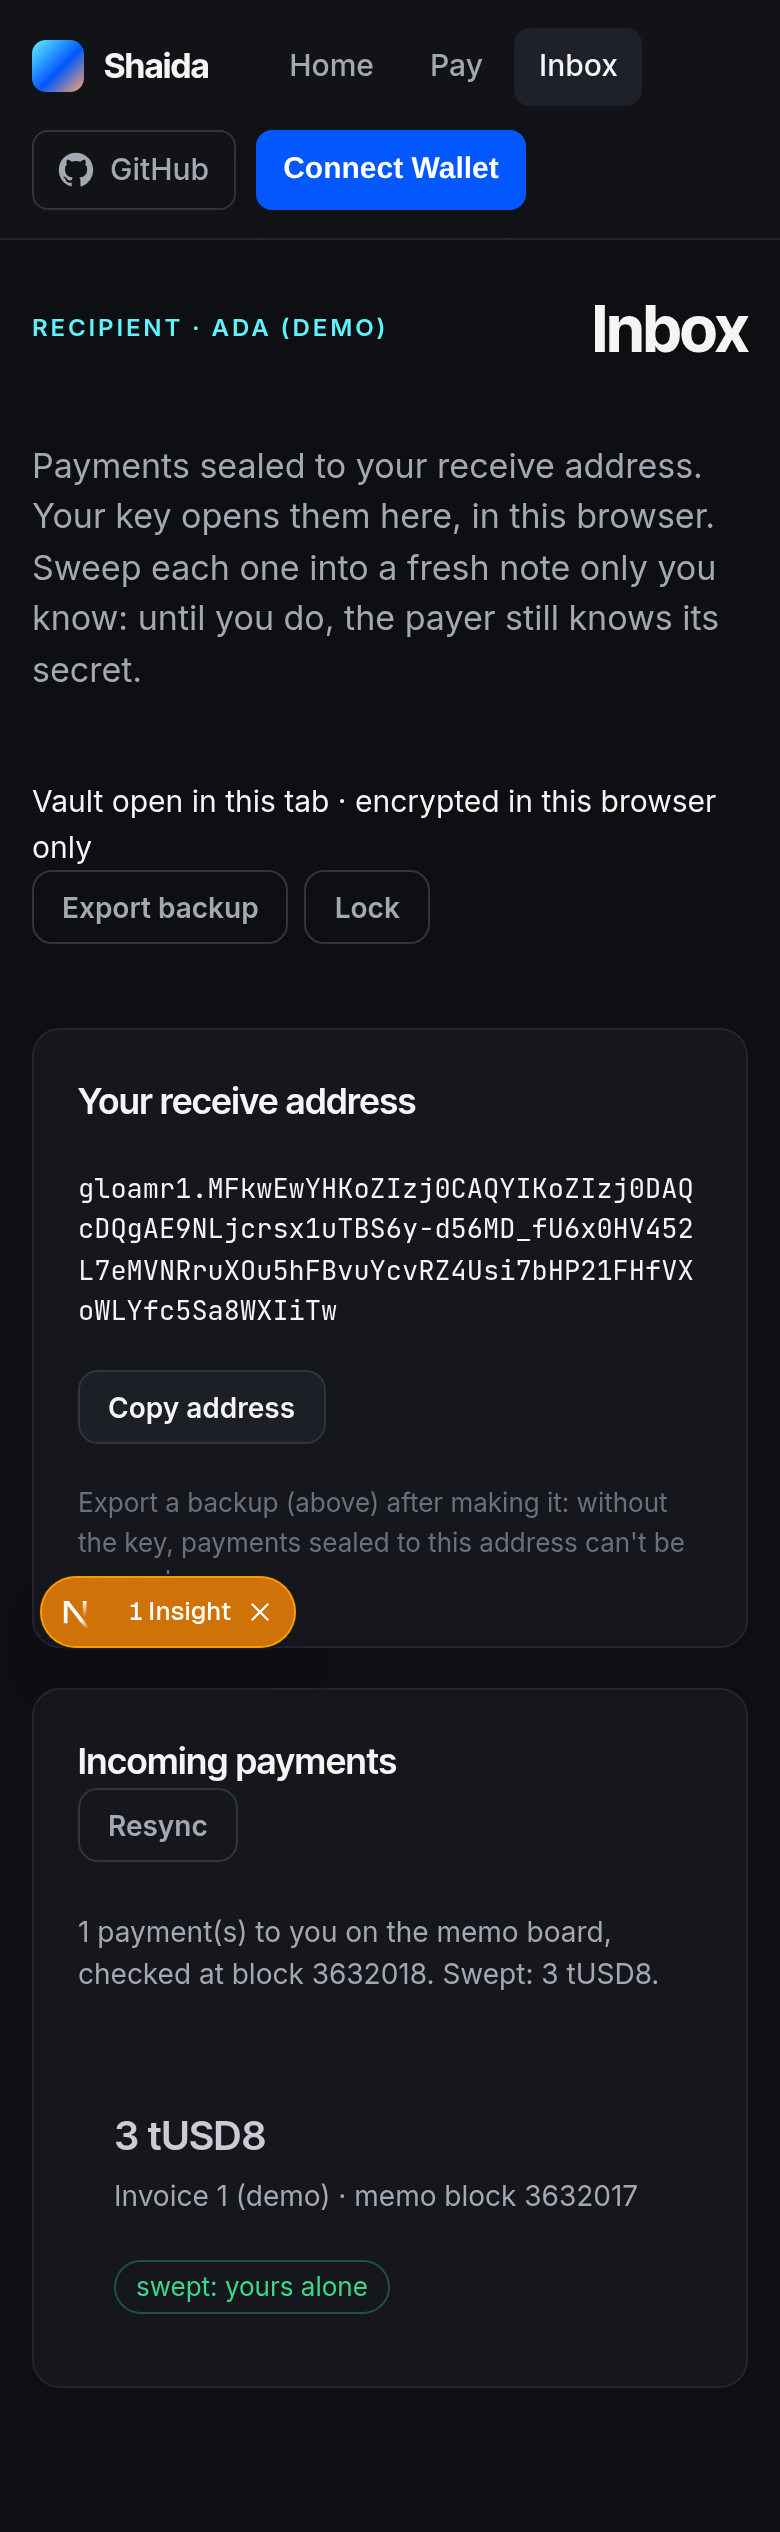 Shaida
Home
Pay
Inbox
GitHub
Connect Wallet
RECIPIENT · ADA (DEMO)
Inbox
Payments sealed to your receive address.
Your key opens them here, in this browser.
Sweep each one into a fresh note only you
know: until you do, the payer still knows its
secret.
Vault open in this tab · encrypted in this browser
only
Export backup
Lock
Your receive address
gloamr1.MFkwEwYHKoZIzj0CAQYIKoZIzj0DAQ
cDQgAE9NLjcrsx1uTBS6y-d56MD_fU6x0HV452
L7eMVNRruXOu5hFBvuYcvRZ4Usi7bHP21FHfVX
oWLYfc5Sa8WXIiTw
Copy address
Export a backup (above) after making it: without
the key, payments sealed to this address can't be
N 1 Insight
Incoming payments
Resync
1 payment(s) to you on the memo board,
checked at block 3632018. Swept: 3 tUSD8.
3 tUSD8
Invoice 1 (demo) · memo block 3632017
swept: yours alone